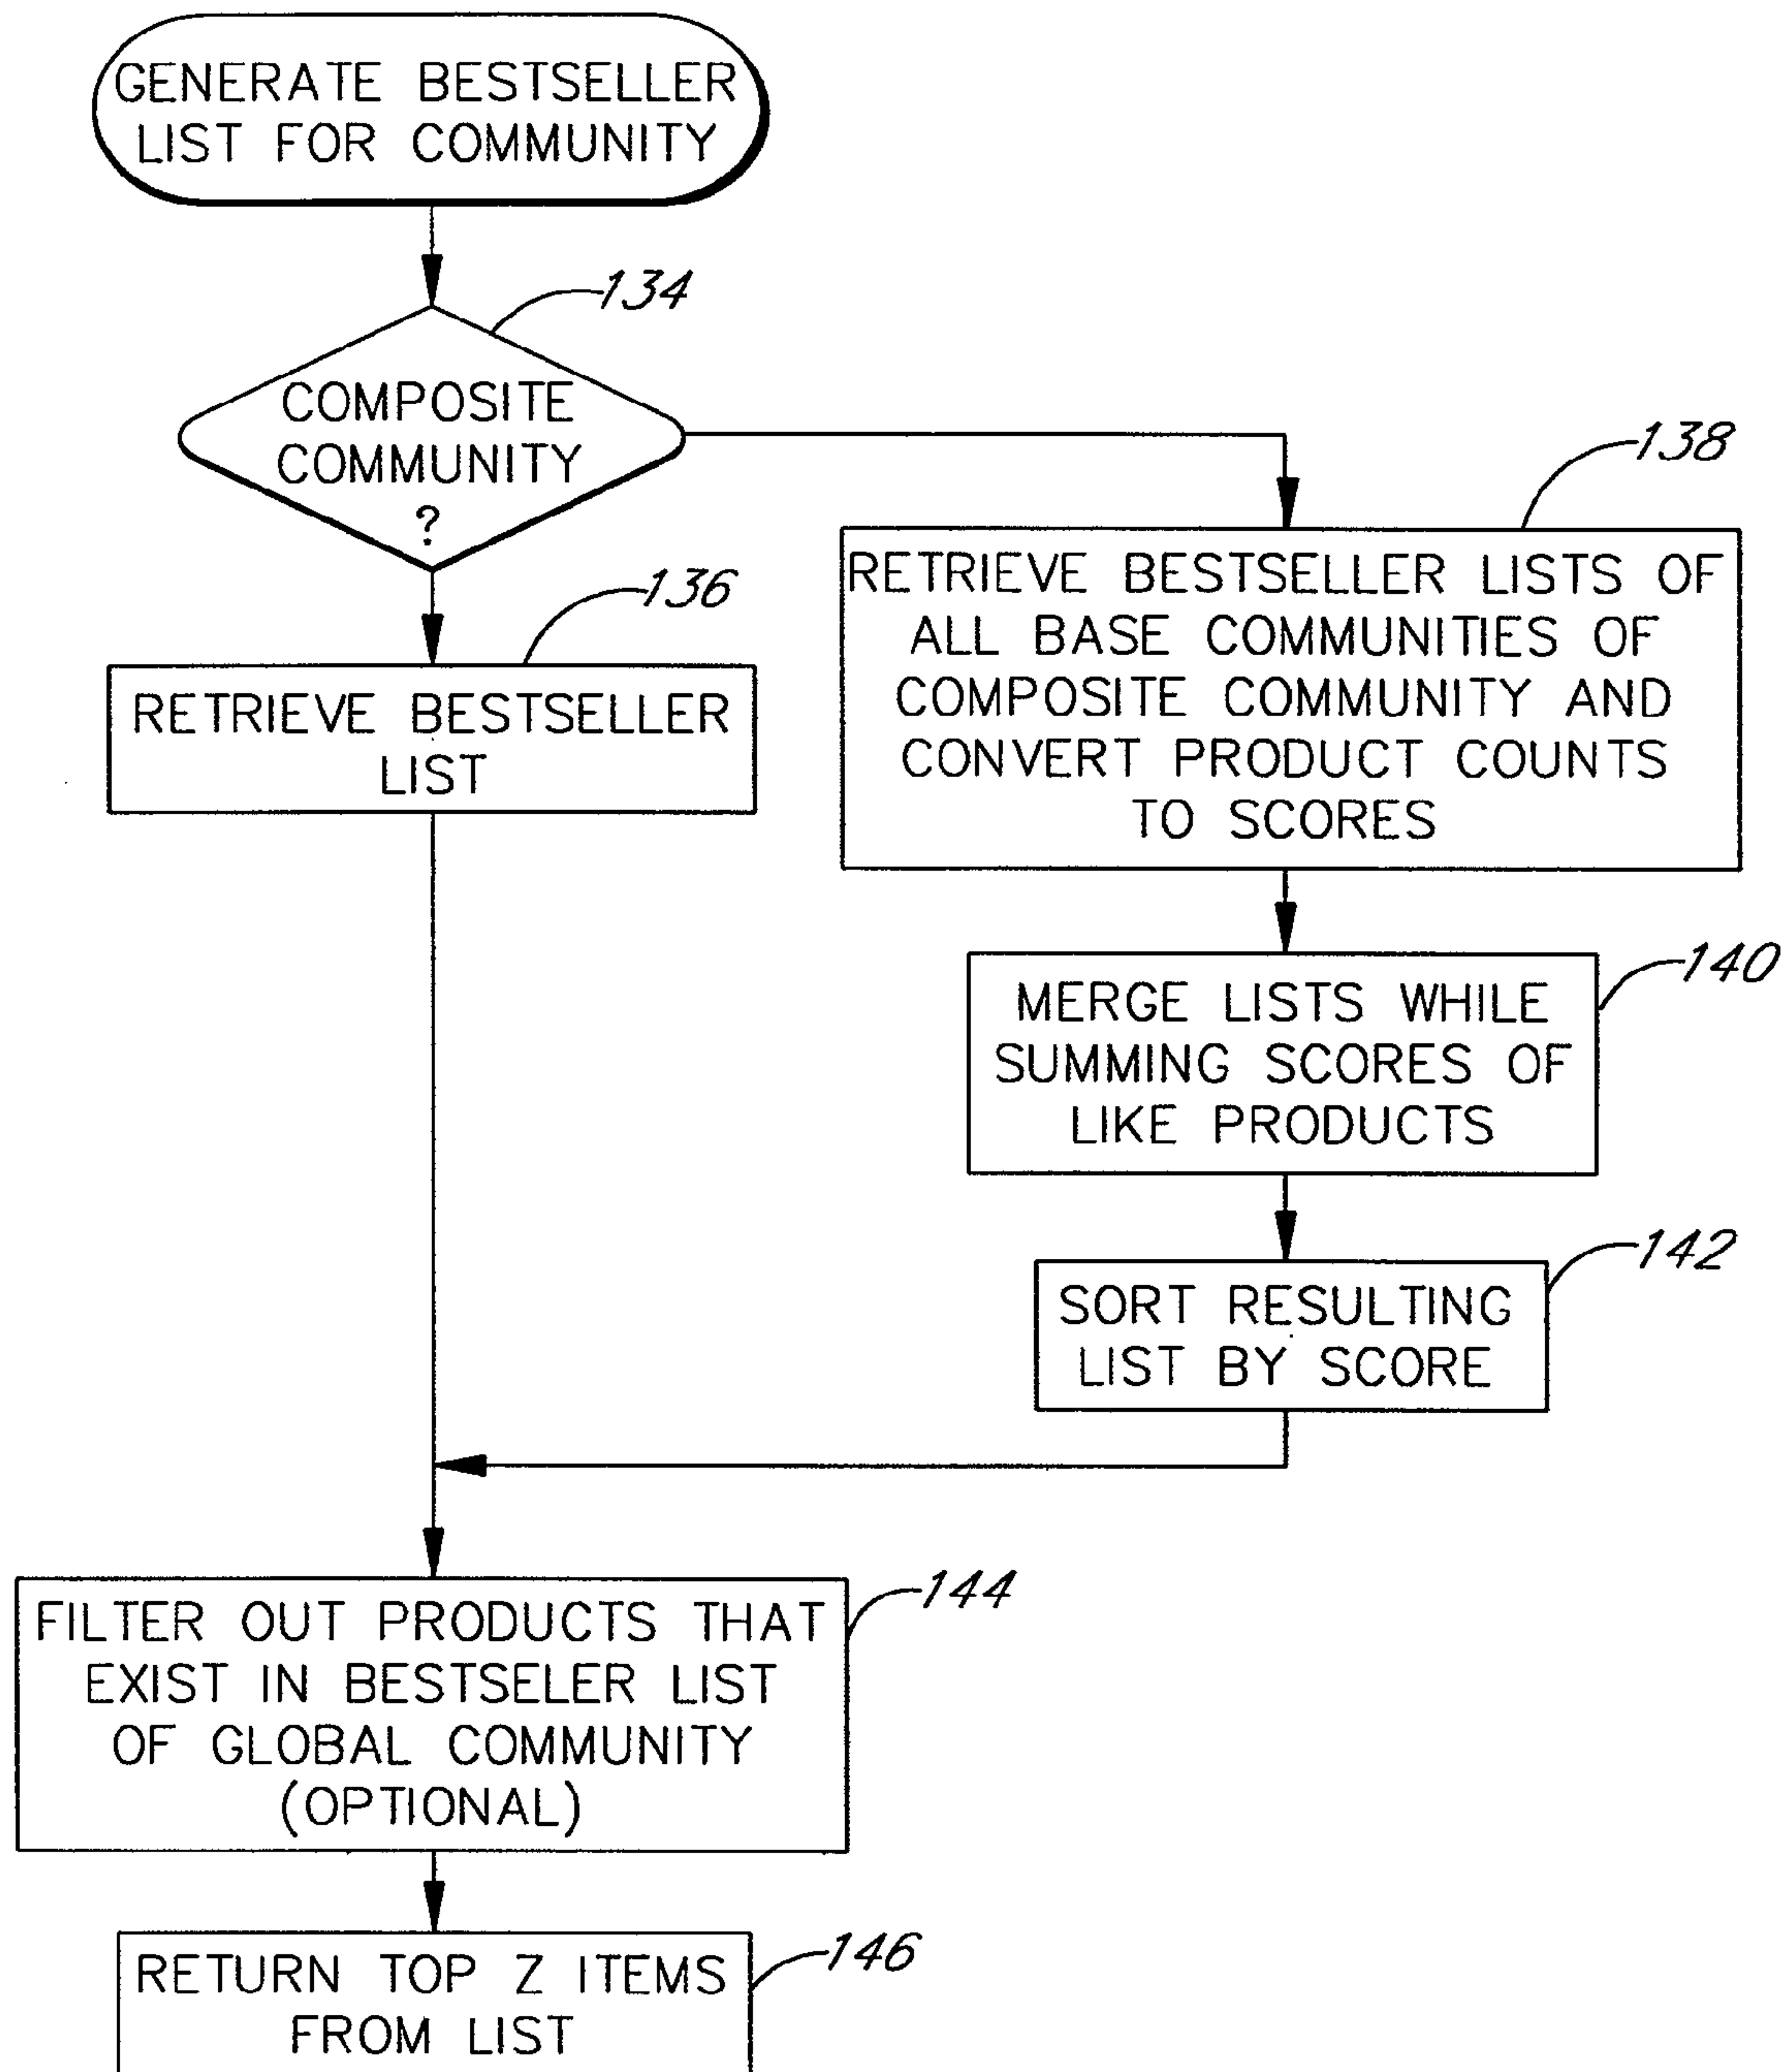 GENERATE BESTSELLER
LIST FOR COMMUNITY
134
COMPOSITE
COMMUNITY
?
136
RETRIEVE BESTSELLER
LIST
138
RETRIEVE BESTSELLER LISTS OF
ALL BASE COMMUNITIES OF
COMPOSITE COMMUNITY AND
CONVERT PRODUCT COUNTS
TO SCORES
140
MERGE LISTS WHILE
SUMMING SCORES OF
LIKE PRODUCTS
142
SORT RESULTING
LIST BY SCORE
144
FILTER OUT PRODUCTS THAT
EXIST IN BESTSELER LIST
OF GLOBAL COMMUNITY
(OPTIONAL)
146
RETURN TOP Z ITEMS
FROM LIST